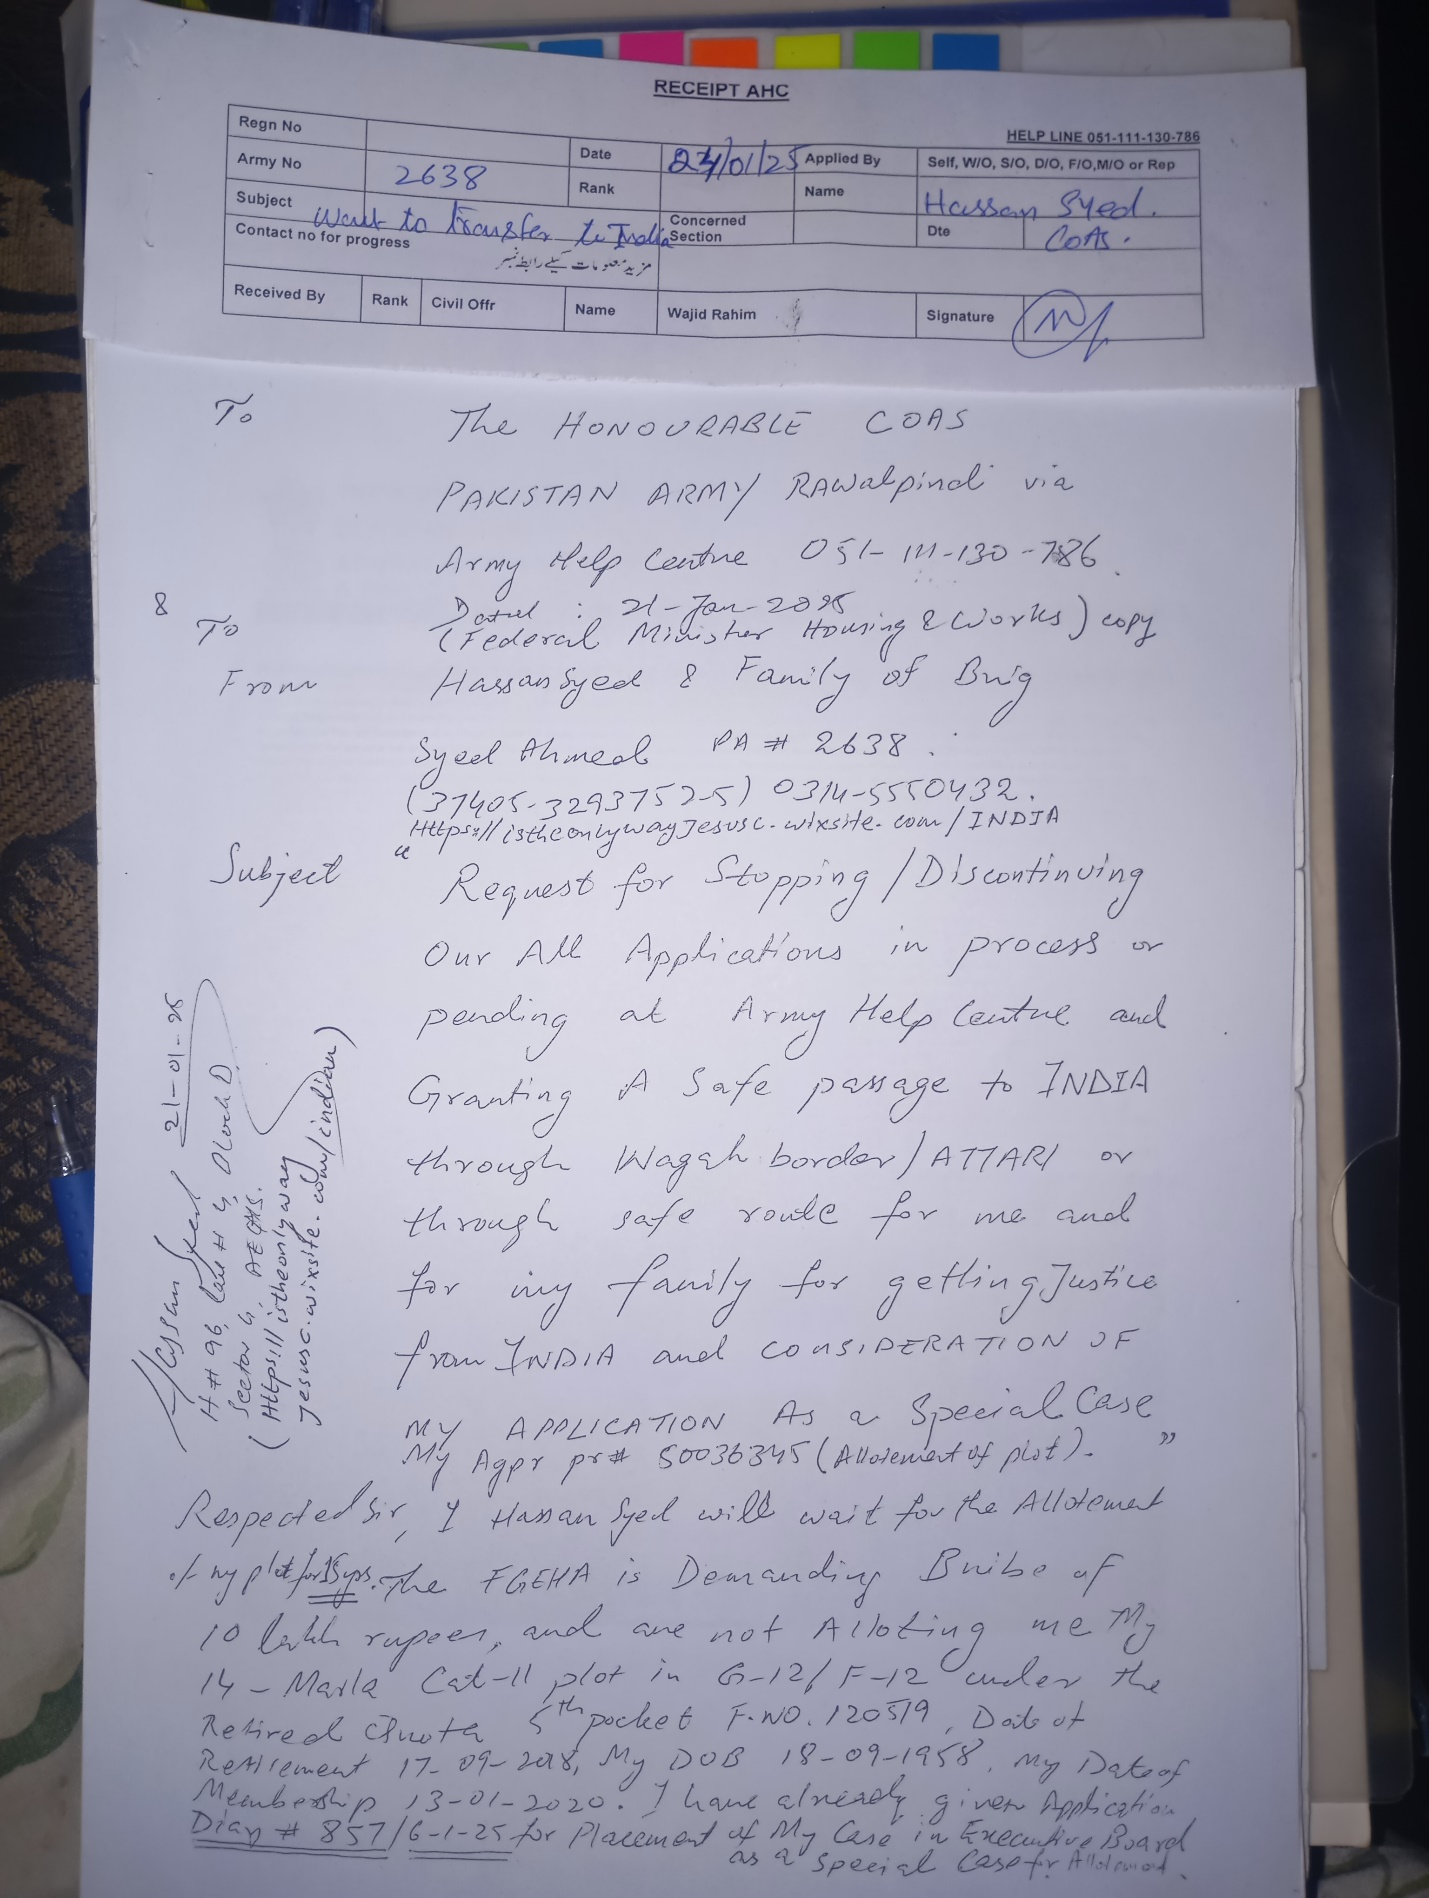 RECEIPT AHC
HELP LINE 051-111-130-786
Regn No
Army No 2638 Date 24/01/25 Applied By Self, W/O, S/O, D/O, F/O,M/O or Rep
Rank Name Hassan Syed.
Subject Want to transfer to India Concerned Section Dte COAS.
Contact no for progress
مزید معلومات کیلئے رابطہ نمبر
Received By Rank Civil Offr Name Wajid Rahim Signature
To The HONOURABLE COAS
PAKISTAN ARMY RAWalpindi via
Army Help Centre 051-111-130-786.
Dated : 21-Jan-2025
& To (Federal Minister Housing & Works) copy
From Hassan Syed & Family of Brig
Syed Ahmed PA # 2638.
(37405-3293752-5) 0314-5550432.
Https://istheonlywayJesusc.wixsite.com/INDIA
Subject " Request for Stopping/Discontinuing
Our All Applications in process or
pending at Army Help Centre and
Granting A Safe passage to INDIA
through Wagah border/ATTARI or
through safe route for me and
for my family for getting Justice
from INDIA and CONSIDERATION OF
MY APPLICATION AS a Special Case
My Agpr pr# 50036345 (Allotement of plot). "
Hassan Syed 21-01-25
H # 96, Lane # 4, Block D
Sector 4, AECHS.
(Https://istheonlyway
Jesusc.wixsite.com/indian)
Respected Sir, I Hassan Syed will wait for the Allotement
of my plot for 15 yrs. The FGEHA is Demanding Bribe of
10 lakh rupees, and are not Alloting me My
14-Marla Cat-II plot in G-12/F-12 under the
Retired Quota 5th pocket F.NO. 120519, Date of
Retirement 17-09-2018, My DOB 18-09-1958, My Date of
Membership 13-01-2020. I have already given Application
Diary # 857/6-1-25 for Placement of My Case in Executive Board
as a Special Case for Allotement.